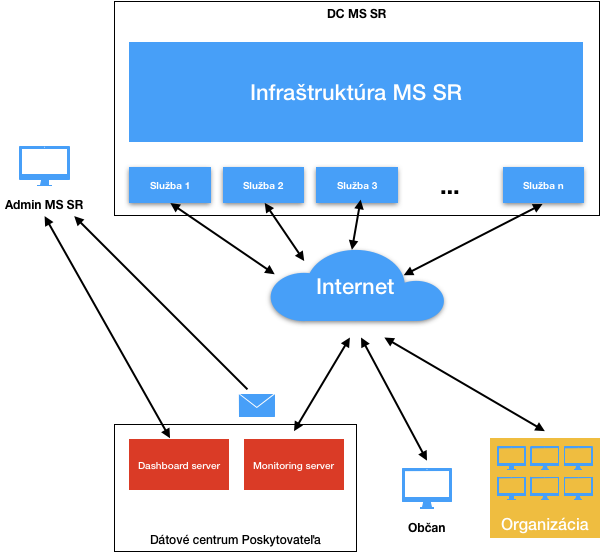 DC MS SR
Infraštruktúra MS SR
Služba 1
Služba 2
Služba 3
...
Služba n
Admin MS SR
Internet
Dashboard server
Monitoring server
Dátové centrum Poskytovateľa
Občan
Organizácia